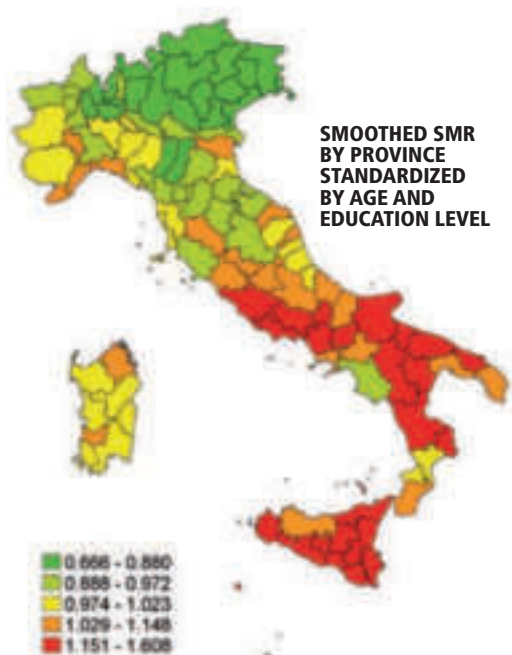 SMOOTHED SMR
BY PROVINCE
STANDARDIZED
BY AGE AND
EDUCATION LEVEL
0.666 - 0.880
0.888 - 0.972
0.974 - 1.023
1.029 - 1.148
1.151 - 1.608